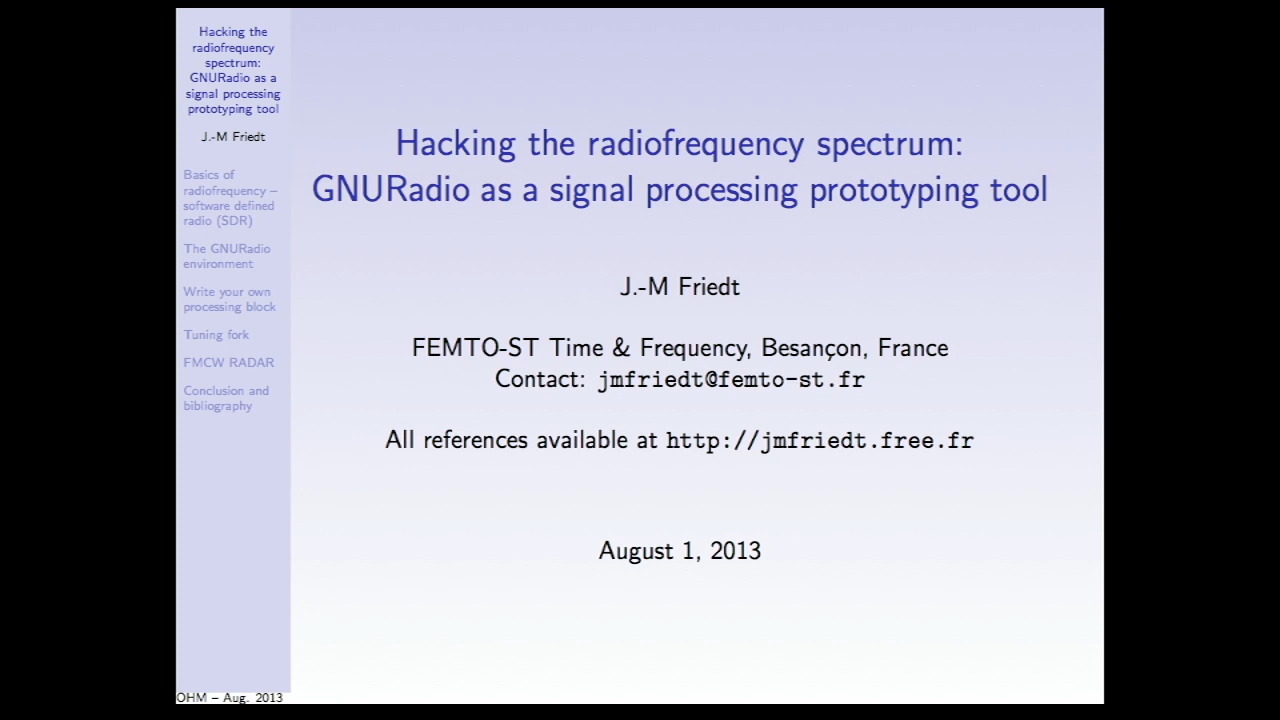 Hacking the
radiofrequency
spectrum:
GNURadio as a
signal processing
prototyping tool
J.-M Friedt
Basics of
radiofrequency –
software defined
radio (SDR)
The GNURadio
environment
Write your own
processing block
Tuning fork
FMCW RADAR
Conclusion and
bibliography
OHM – Aug. 2013
Hacking the radiofrequency spectrum:
GNURadio as a signal processing prototyping tool
J.-M Friedt
FEMTO-ST Time & Frequency, Besançon, France
Contact: jmfriedt@femto-st.fr
All references available at http://jmfriedt.free.fr
August 1, 2013